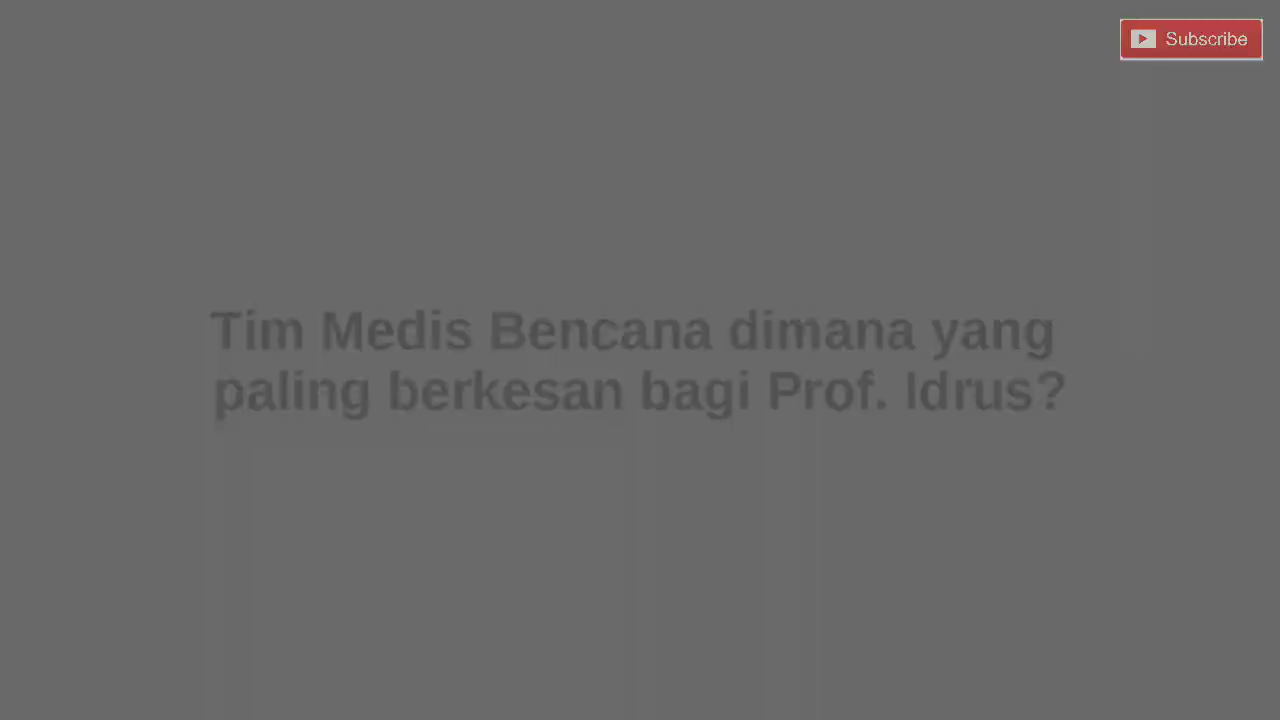 Subscribe
Tim Medis Bencana dimana yang
paling berkesan bagi Prof. Idrus?